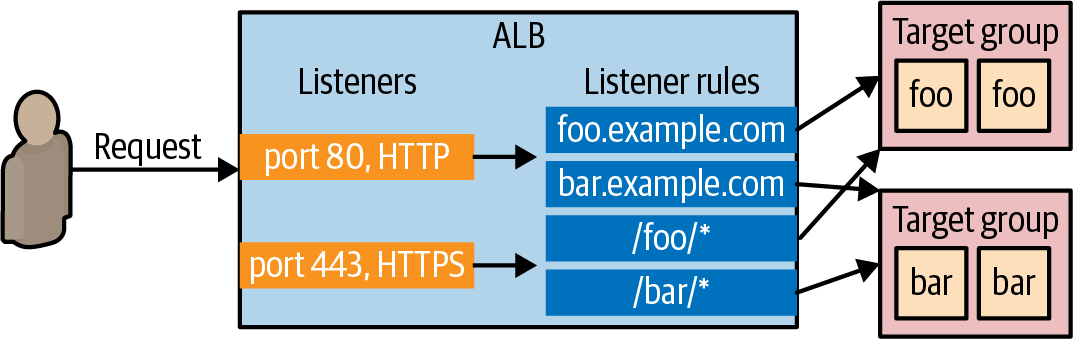 ALB
Listeners
Listener rules
Request
port 80, HTTP
port 443, HTTPS
foo.example.com
bar.example.com
/foo/*
/bar/*
Target group
foo foo
Target group
bar bar